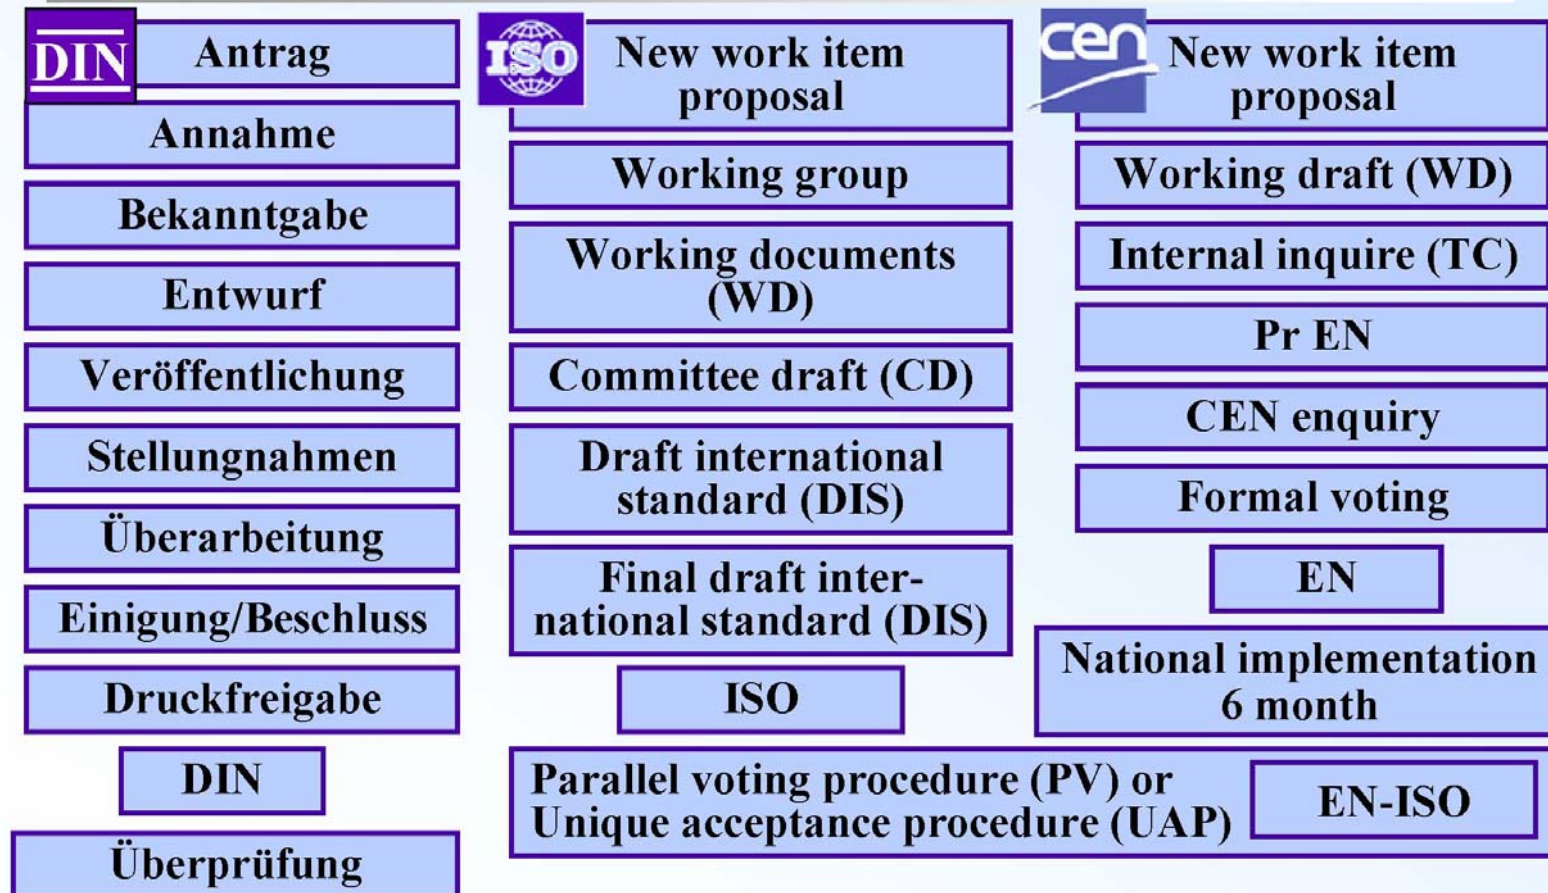 DIN
Antrag
Annahme
Bekanntgabe
Entwurf
Veröffentlichung
Stellungnahmen
Überarbeitung
Einigung/Beschluss
Druckfreigabe
DIN
Überprüfung
ISO
New work item
proposal
Working group
Working documents
(WD)
Committee draft (CD)
Draft international
standard (DIS)
Final draft inter-
national standard (DIS)
ISO
cen
New work item
proposal
Working draft (WD)
Internal inquire (TC)
Pr EN
CEN enquiry
Formal voting
EN
National implementation
6 month
Parallel voting procedure (PV) or
Unique acceptance procedure (UAP)
EN-ISO